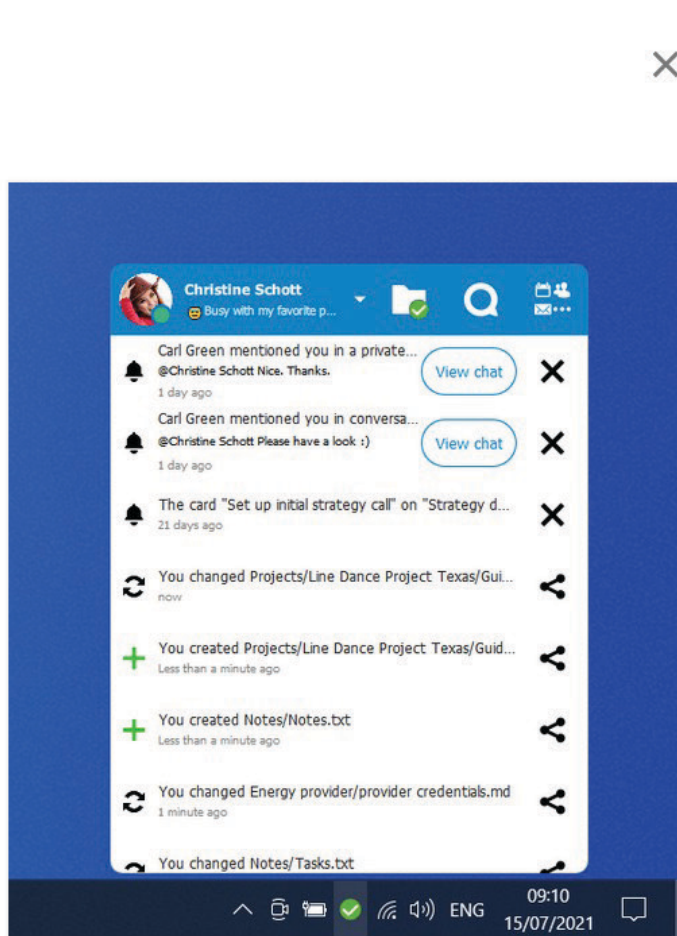 Christine Schott
Busy with my favorite p...
Carl Green mentioned you in a private...
@Christine Schott Nice. Thanks.
1 day ago
View chat
Carl Green mentioned you in conversa...
@Christine Schott Please have a look :)
1 day ago
View chat
The card "Set up initial strategy call" on "Strategy d...
21 days ago
You changed Projects/Line Dance Project Texas/Gui...
now
You created Projects/Line Dance Project Texas/Guid...
Less than a minute ago
You created Notes/Notes.txt
Less than a minute ago
You changed Energy provider/provider credentials.md
1 minute ago
You changed Notes/Tasks.txt
ENG
09:10
15/07/2021